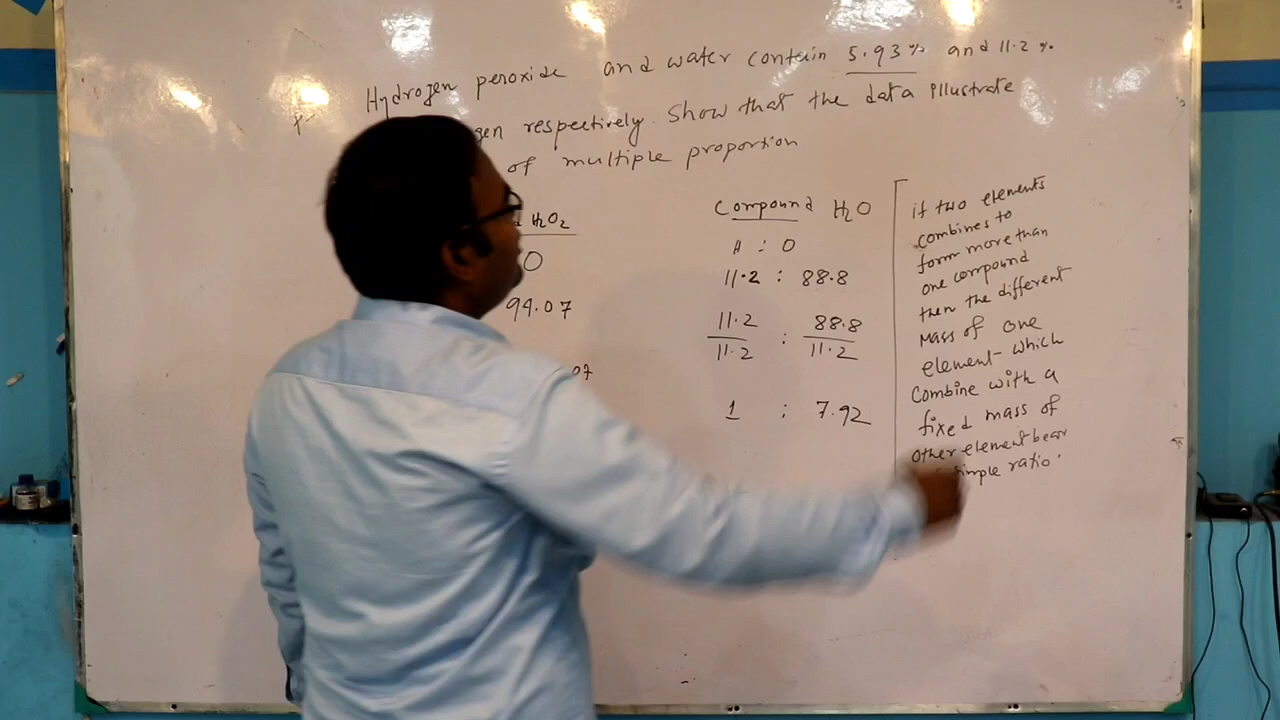 Hydrogen peroxide and water contain 5.93% and 11.2%
gen respectively. Show that the data illustrate
of multiple proportion
H₂O₂
O
94.07
07
Compound H₂O
H : O
11.2 : 88.8
11.2 : 88.8
11.2 11.2
1 : 7.92
if two elements
combines to
form more than
one compound
then the different
mass of one
element which
Combine with a
fixed mass of
other element bear
simple ratio.